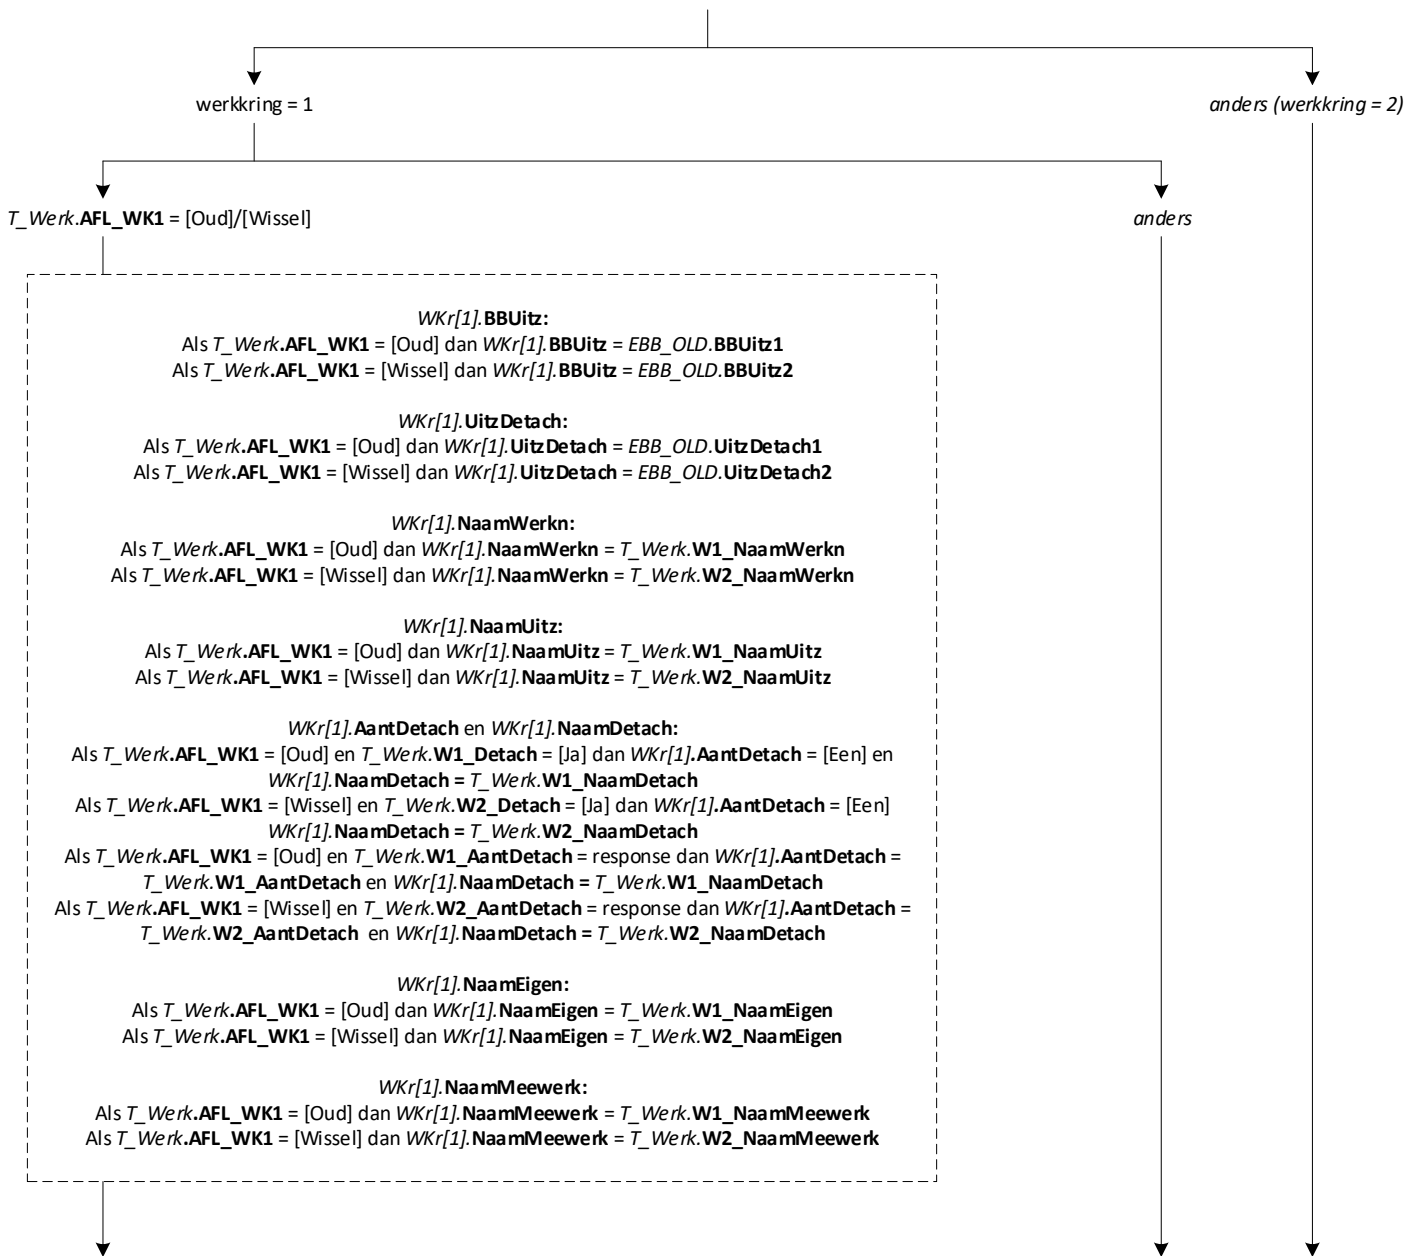 werkkring = 1
anders (werkkring = 2)
T_Werk.AFL_WK1 = [Oud]/[Wissel]
anders
WKr[1].BBUitz:
Als T_Werk.AFL_WK1 = [Oud] dan WKr[1].BBUitz = EBB_OLD.BBUitz1
Als T_Werk.AFL_WK1 = [Wissel] dan WKr[1].BBUitz = EBB_OLD.BBUitz2
WKr[1].UitzDetach:
Als T_Werk.AFL_WK1 = [Oud] dan WKr[1].UitzDetach = EBB_OLD.UitzDetach1
Als T_Werk.AFL_WK1 = [Wissel] dan WKr[1].UitzDetach = EBB_OLD.UitzDetach2
WKr[1].NaamWerkn:
Als T_Werk.AFL_WK1 = [Oud] dan WKr[1].NaamWerkn = T_Werk.W1_NaamWerkn
Als T_Werk.AFL_WK1 = [Wissel] dan WKr[1].NaamWerkn = T_Werk.W2_NaamWerkn
WKr[1].NaamUitz:
Als T_Werk.AFL_WK1 = [Oud] dan WKr[1].NaamUitz = T_Werk.W1_NaamUitz
Als T_Werk.AFL_WK1 = [Wissel] dan WKr[1].NaamUitz = T_Werk.W2_NaamUitz
WKr[1].AantDetach en WKr[1].NaamDetach:
Als T_Werk.AFL_WK1 = [Oud] en T_Werk.W1_Detach = [Ja] dan WKr[1].AantDetach = [Een] en
WKr[1].NaamDetach = T_Werk.W1_NaamDetach
Als T_Werk.AFL_WK1 = [Wissel] en T_Werk.W2_Detach = [Ja] dan WKr[1].AantDetach = [Een]
WKr[1].NaamDetach = T_Werk.W2_NaamDetach
Als T_Werk.AFL_WK1 = [Oud] en T_Werk.W1_AantDetach = response dan WKr[1].AantDetach =
T_Werk.W1_AantDetach en WKr[1].NaamDetach = T_Werk.W1_NaamDetach
Als T_Werk.AFL_WK1 = [Wissel] en T_Werk.W2_AantDetach = response dan WKr[1].AantDetach =
T_Werk.W2_AantDetach en WKr[1].NaamDetach = T_Werk.W2_NaamDetach
WKr[1].NaamEigen:
Als T_Werk.AFL_WK1 = [Oud] dan WKr[1].NaamEigen = T_Werk.W1_NaamEigen
Als T_Werk.AFL_WK1 = [Wissel] dan WKr[1].NaamEigen = T_Werk.W2_NaamEigen
WKr[1].NaamMeewerk:
Als T_Werk.AFL_WK1 = [Oud] dan WKr[1].NaamMeewerk = T_Werk.W1_NaamMeewerk
Als T_Werk.AFL_WK1 = [Wissel] dan WKr[1].NaamMeewerk = T_Werk.W2_NaamMeewerk